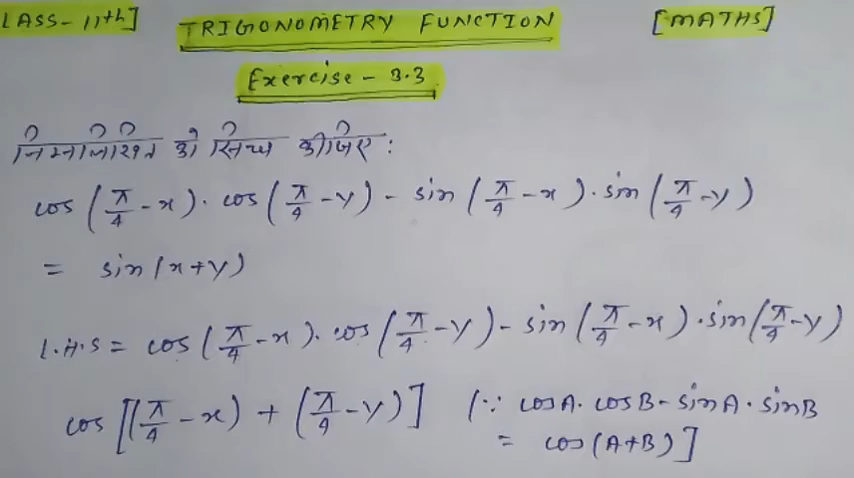 LASS-11th] TRIGONOMETRY FUNCTION [MATHS]
Exercise - 3.3
निम्नलिखित को सिध्द कीजिए:
cos (π/4 - x). cos (π/4 - y) - sin (π/4 - x). sin (π/4 - y)
= sin (x+y)
L.H.S = cos (π/4 - x). cos (π/4 - y) - sin (π/4 - x). sin (π/4 - y)
cos [(π/4 - x) + (π/4 - y)] (∵ cosA. cosB - sinA. sinB
= cos (A+B)]